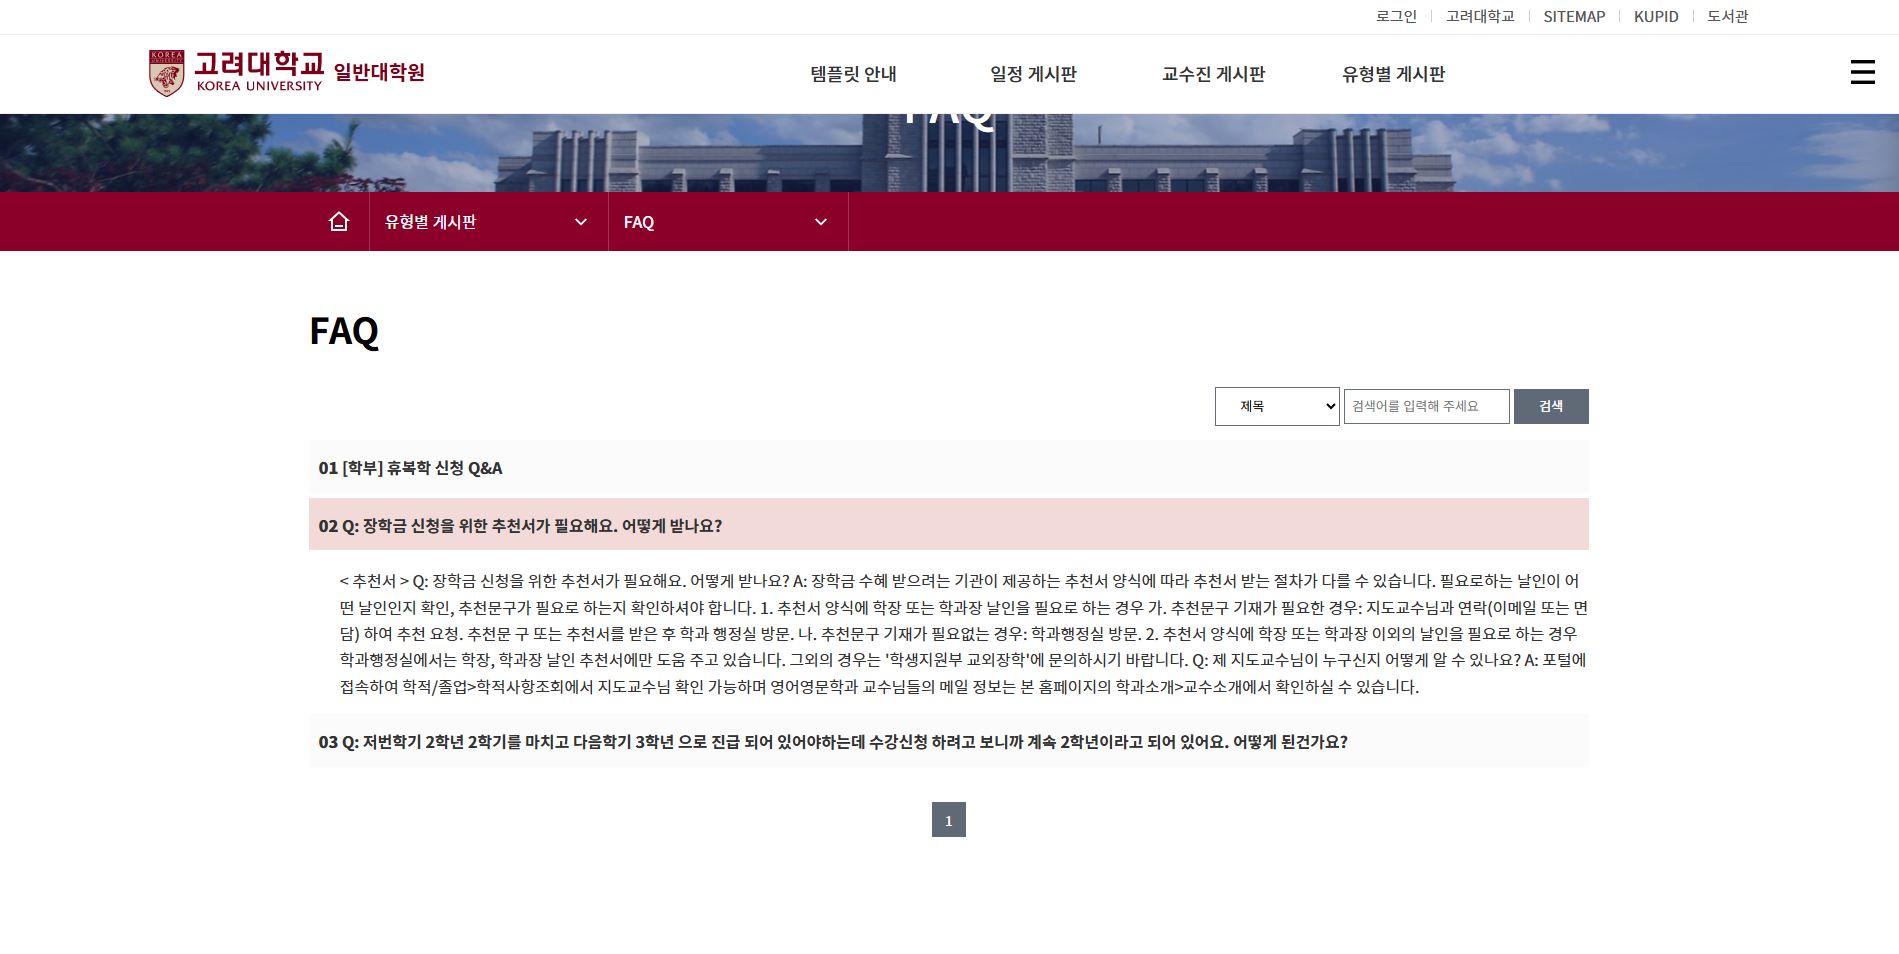 로그인
고려대학교
SITEMAP
KUPID
도서관
KOREA
고려대학교
KOREA UNIVERSITY
일반대학원
템플릿 안내
일정 게시판
교수진 게시판
유형별 게시판
FAQ
유형별 게시판
FAQ
FAQ
제목
검색어를 입력해 주세요
검색
01 [학부] 휴복학 신청 Q&A
02 Q: 장학금 신청을 위한 추천서가 필요해요. 어떻게 받나요?
< 추천서 > Q: 장학금 신청을 위한 추천서가 필요해요. 어떻게 받나요? A: 장학금 수혜 받으려는 기관이 제공하는 추천서 양식에 따라 추천서 받는 절차가 다를 수 있습니다. 필요로하는 날인이 어
떤 날인인지 확인, 추천문구가 필요로 하는지 확인하셔야 합니다. 1. 추천서 양식에 학장 또는 학과장 날인을 필요로 하는 경우 가. 추천문구 기재가 필요한 경우: 지도교수님과 연락(이메일 또는 면
담) 하여 추천 요청. 추천문 구 또는 추천서를 받은 후 학과 행정실 방문. 나. 추천문구 기재가 필요없는 경우: 학과행정실 방문. 2. 추천서 양식에 학장 또는 학과장 이외의 날인을 필요로 하는 경우
학과행정실에서는 학장, 학과장 날인 추천서에만 도움 주고 있습니다. 그외의 경우는 '학생지원부 교외장학'에 문의하시기 바랍니다. Q: 제 지도교수님이 누구신지 어떻게 알 수 있나요? A: 포털에
접속하여 학적/졸업>학적사항조회에서 지도교수님 확인 가능하며 영어영문학과 교수님들의 메일 정보는 본 홈페이지의 학과소개>교수소개에서 확인하실 수 있습니다.
03 Q: 저번학기 2학년 2학기를 마치고 다음학기 3학년 으로 진급 되어 있어야하는데 수강신청 하려고 보니까 계속 2학년이라고 되어 있어요. 어떻게 된건가요?
1